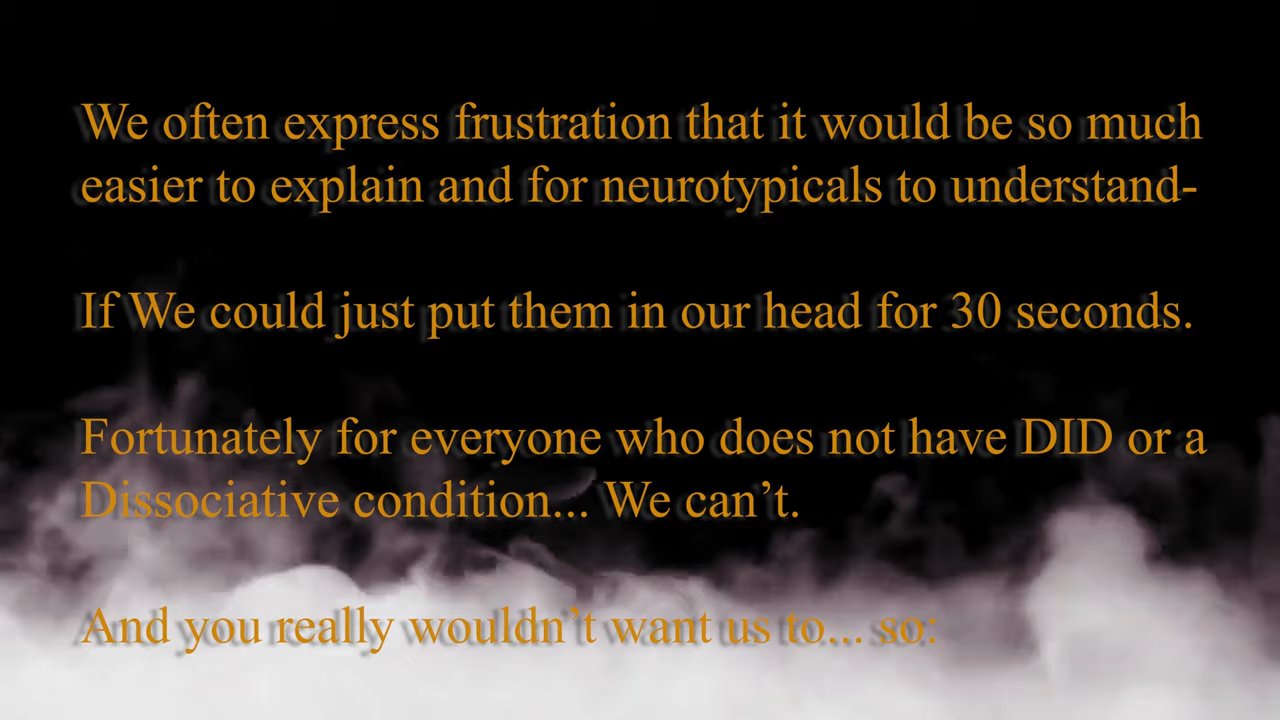 We often express frustration that it would be so much
easier to explain and for neurotypicals to understand-
If We could just put them in our head for 30 seconds.
Fortunately for everyone who does not have DID or a
Dissociative condition... We can’t.
And you really wouldn’t want us to... so: